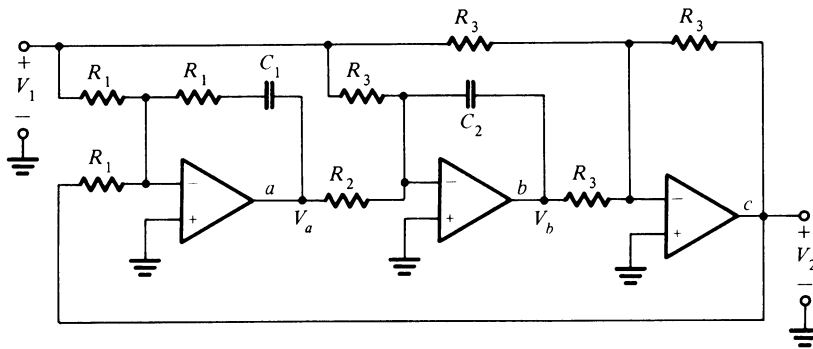 R3
R3
+
V1
−
R1
R1
C1
R3
C2
R1
−
+
a
Va
R2
−
+
b
Vb
R3
−
+
c
+
V2
−